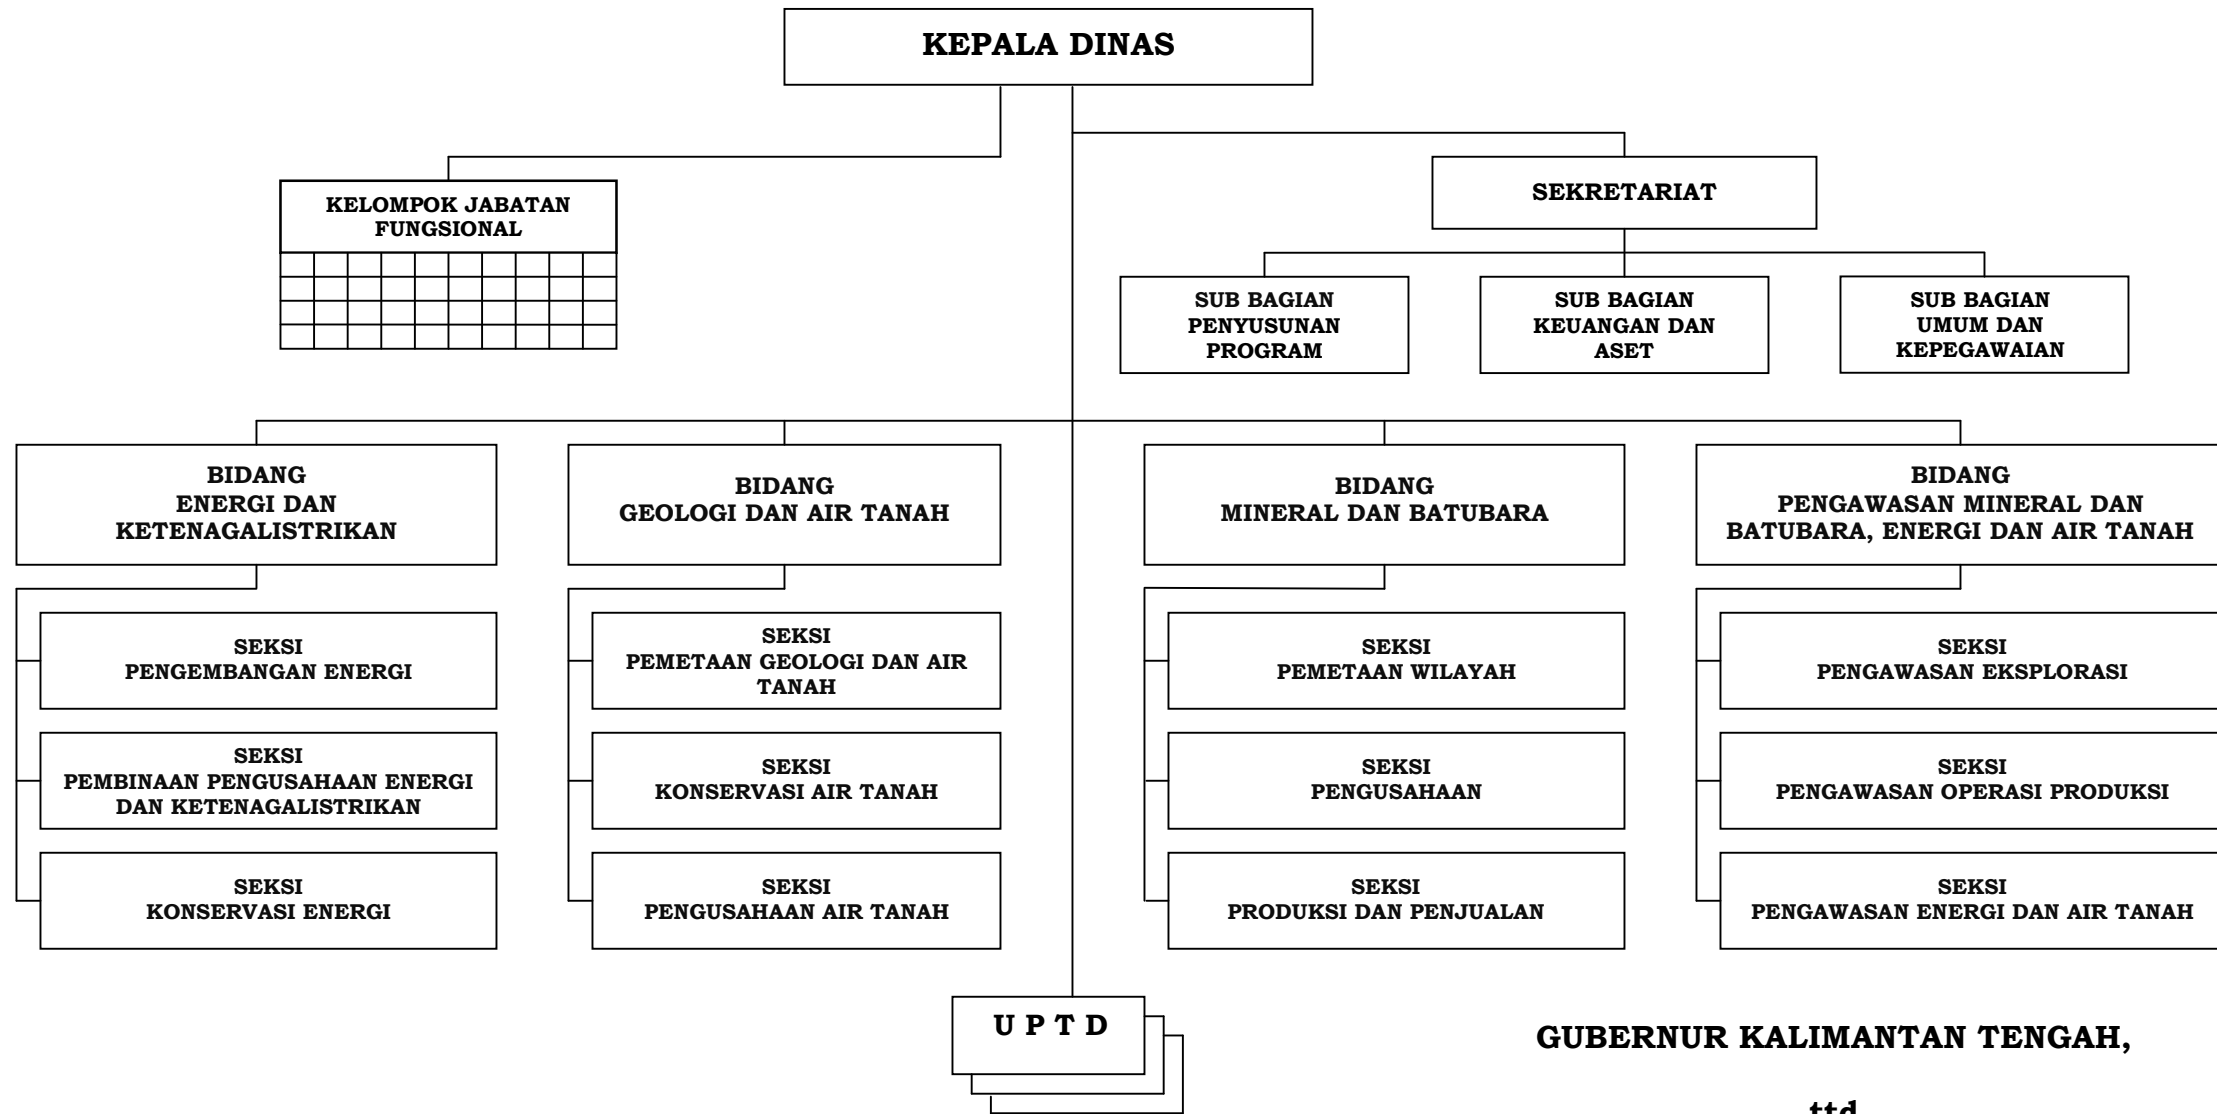 KEPALA DINAS
KELOMPOK JABATAN
FUNGSIONAL
SEKRETARIAT
SUB BAGIAN
PENYUSUNAN
PROGRAM
SUB BAGIAN
KEUANGAN DAN
ASET
SUB BAGIAN
UMUM DAN
KEPEGAWAIAN
BIDANG
ENERGI DAN
KETENAGALISTRIKAN
BIDANG
GEOLOGI DAN AIR TANAH
BIDANG
MINERAL DAN BATUBARA
BIDANG
PENGAWASAN MINERAL DAN
BATUBARA, ENERGI DAN AIR TANAH
SEKSI
PENGEMBANGAN ENERGI
SEKSI
PEMETAAN GEOLOGI DAN AIR
TANAH
SEKSI
PEMETAAN WILAYAH
SEKSI
PENGAWASAN EKSPLORASI
SEKSI
PEMBINAAN PENGUSAHAAN ENERGI
DAN KETENAGALISTRIKAN
SEKSI
KONSERVASI AIR TANAH
SEKSI
PENGUSAHAAN
SEKSI
PENGAWASAN OPERASI PRODUKSI
SEKSI
KONSERVASI ENERGI
SEKSI
PENGUSAHAAN AIR TANAH
SEKSI
PRODUKSI DAN PENJUALAN
SEKSI
PENGAWASAN ENERGI DAN AIR TANAH
U P T D
GUBERNUR KALIMANTAN TENGAH,
ttd